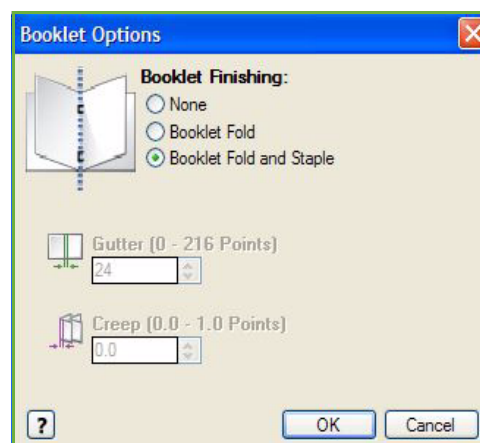 Booklet Options
Booklet Finishing:
None
Booklet Fold
Booklet Fold and Staple
Gutter (0 - 216 Points)
24
Creep (0.0 - 1.0 Points)
0.0
?
OK
Cancel